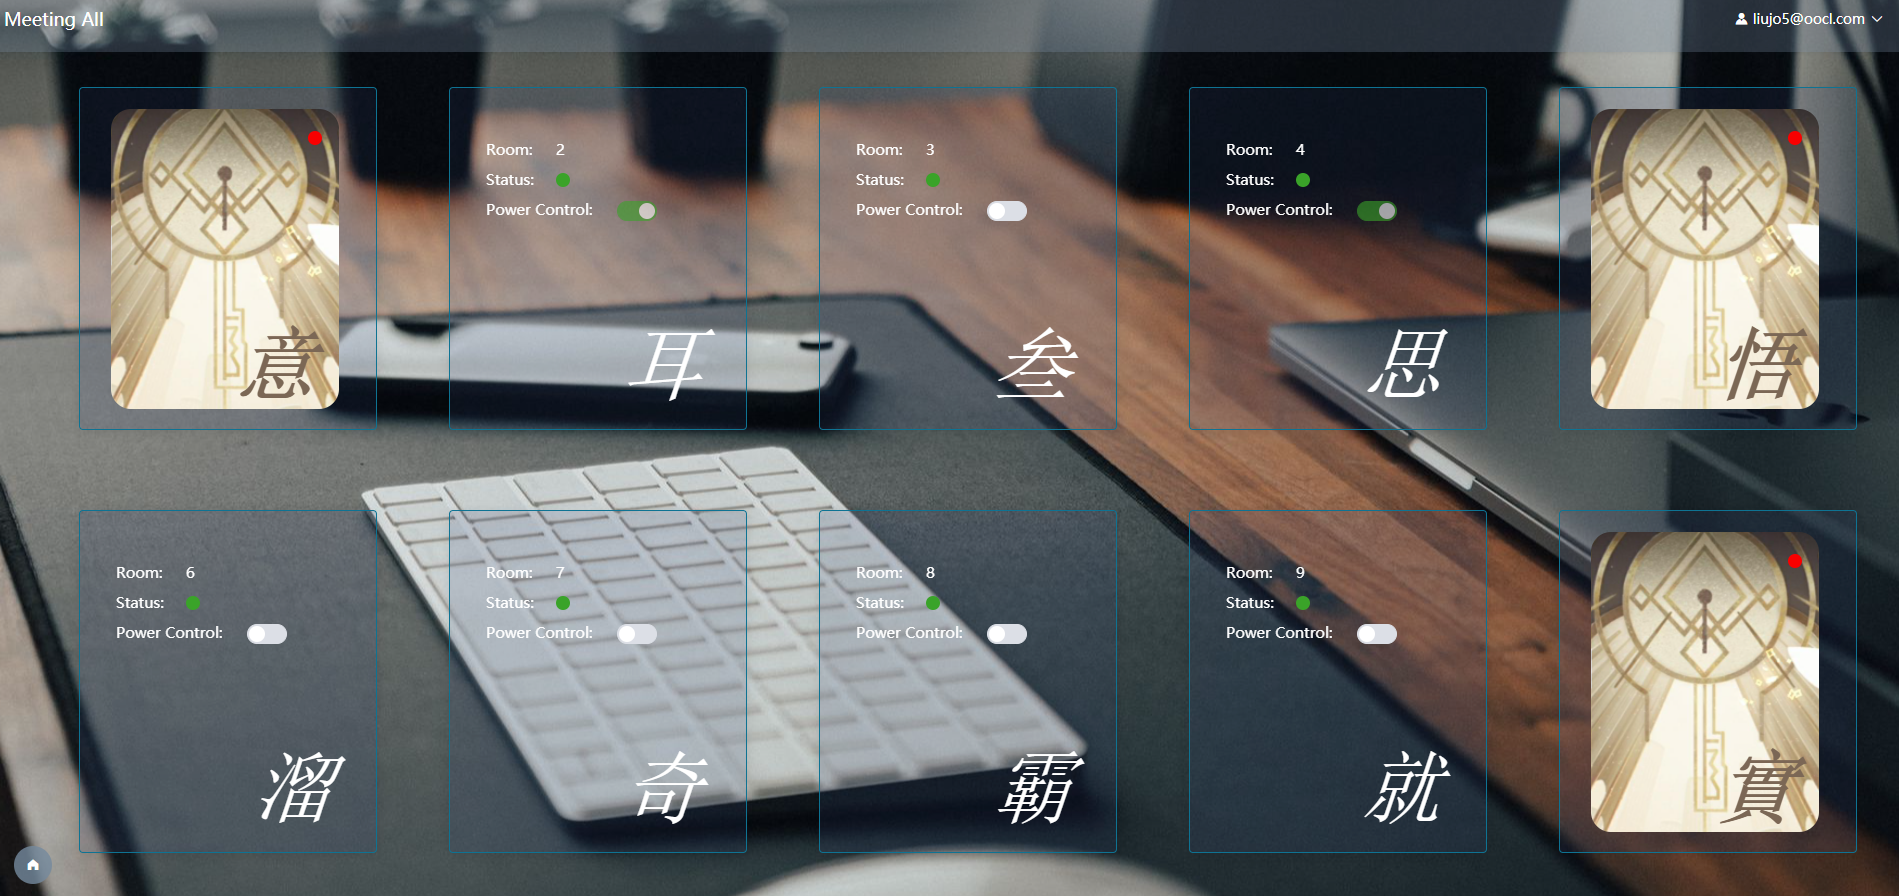 Meeting All
liujo5@oocl.com
意
Room: 2
Status:
Power Control:
耳
Room: 3
Status:
Power Control:
叁
Room: 4
Status:
Power Control:
思
悟
Room: 6
Status:
Power Control:
溜
Room: 7
Status:
Power Control:
奇
Room: 8
Status:
Power Control:
霸
Room: 9
Status:
Power Control:
就
實